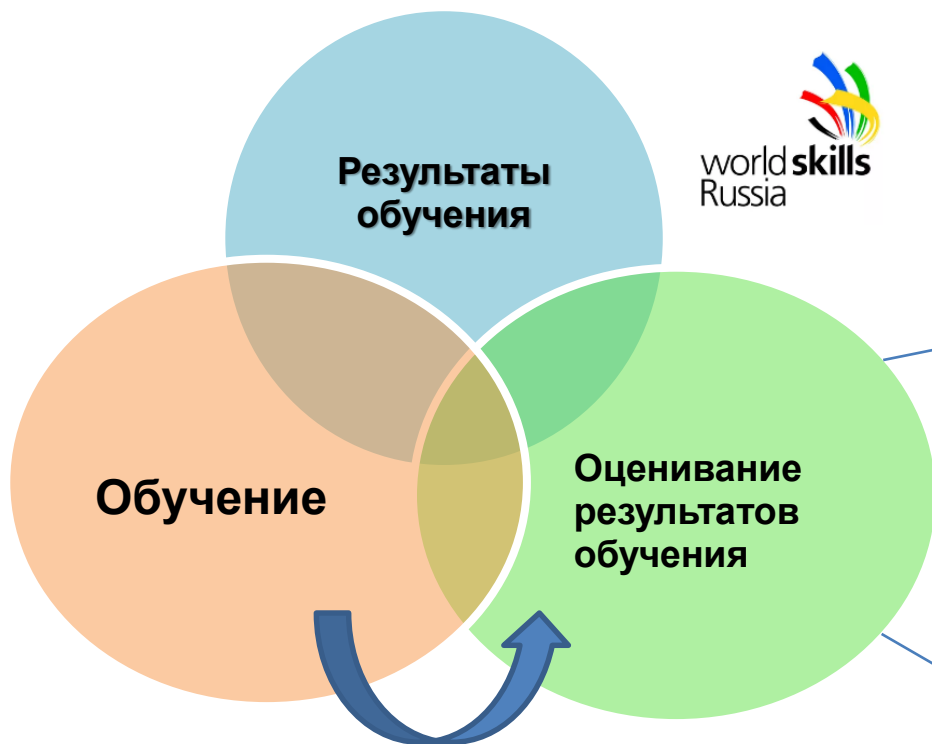 Результаты
обучения
world skills
Russia
Обучение
Оценивание
результатов
обучения